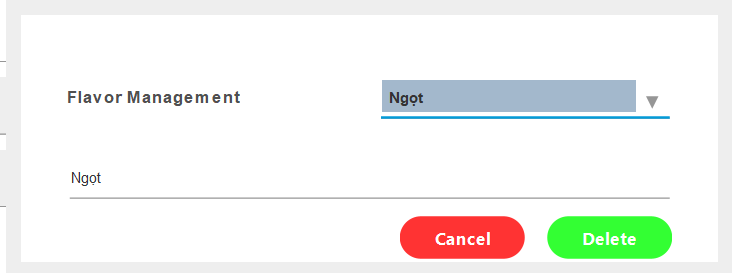 Flavor Management
Ngọt
Ngọt
Cancel
Delete